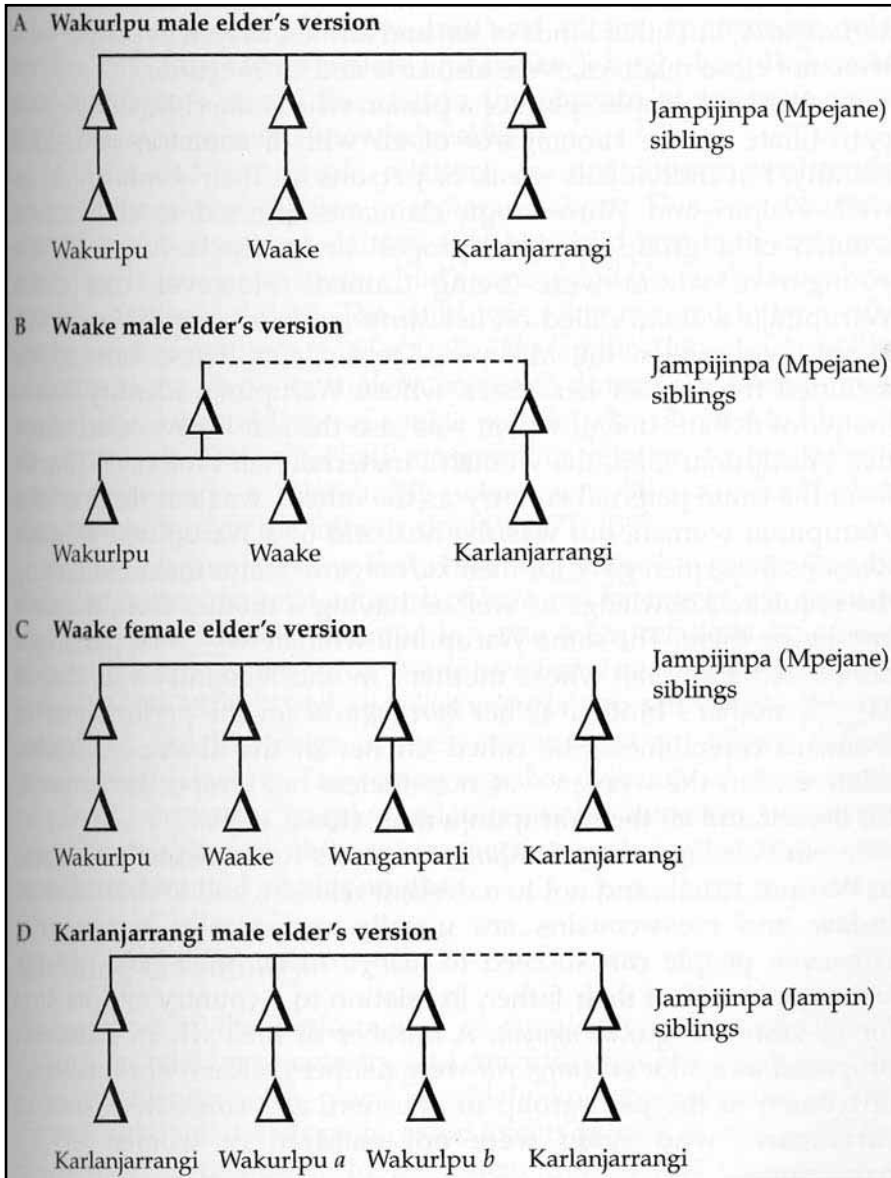 A Wakurlpu male elder's version
Jampijinpa (Mpejane)
siblings
Wakurlpu Waake Karlanjarrangi
B Waake male elder's version
Jampijinpa (Mpejane)
siblings
Wakurlpu Waake Karlanjarrangi
C Waake female elder's version
Jampijinpa (Mpejane)
siblings
Wakurlpu Waake Wanganparli Karlanjarrangi
D Karlanjarrangi male elder's version
Jampijinpa (Jampin)
siblings
Karlanjarrangi Wakurlpu a Wakurlpu b Karlanjarrangi